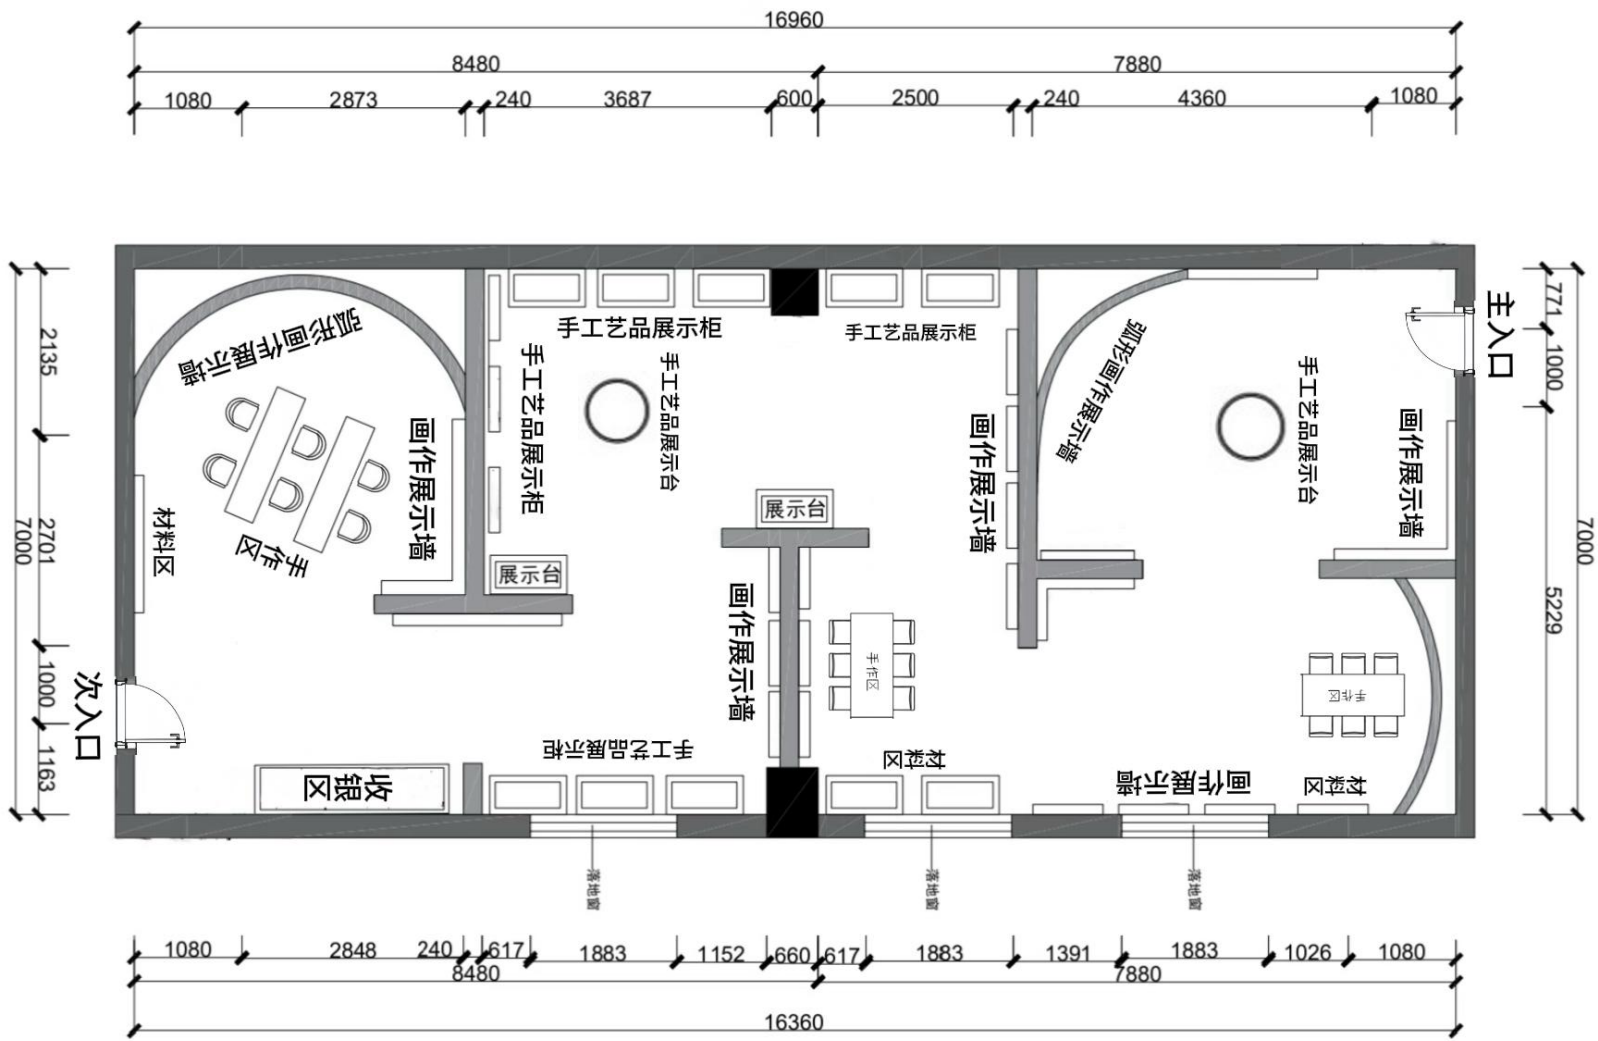 16960
8480
7880
1080
2873
240
3687
600
2500
240
4360
1080
771
1000
5229
7000
2135
2701
1000
1163
7000
主入口
次入口
弧形画作展示墙
手作区
画作展示墙
材料区
手工艺品展示柜
手工艺品展示柜
手工艺品展示台
展示台
展示台
手工艺品展示柜
画作展示墙
弧形画作展示墙
手工艺品展示台
画作展示墙
画作展示墙
手作区
手作区
收银区
手工艺品展示柜
材料区
画作展示墙
材料区
落地窗
落地窗
落地窗
1080
2848
240
617
1883
1152
660
617
1883
1391
1883
1026
1080
8480
7880
16360